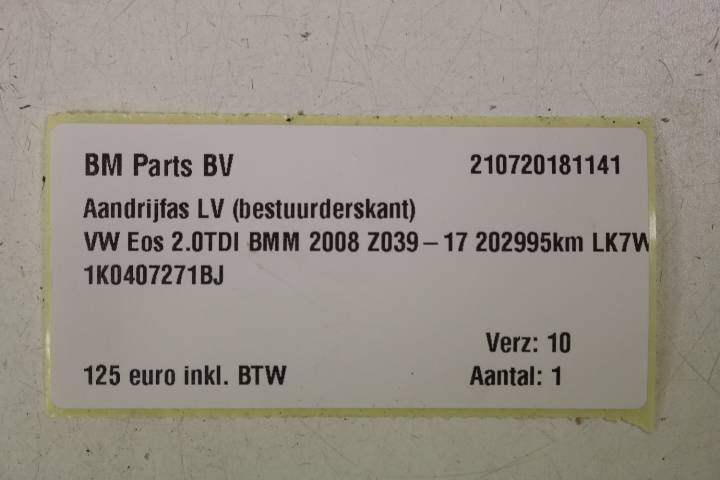 BM Parts BV 210720181141
Aandrijfas LV (bestuurderskant)
VW Eos 2.0TDI BMM 2008 Z039-17 202995km LK7W
1K0407271BJ
Verz: 10
125 euro inkl. BTW Aantal: 1